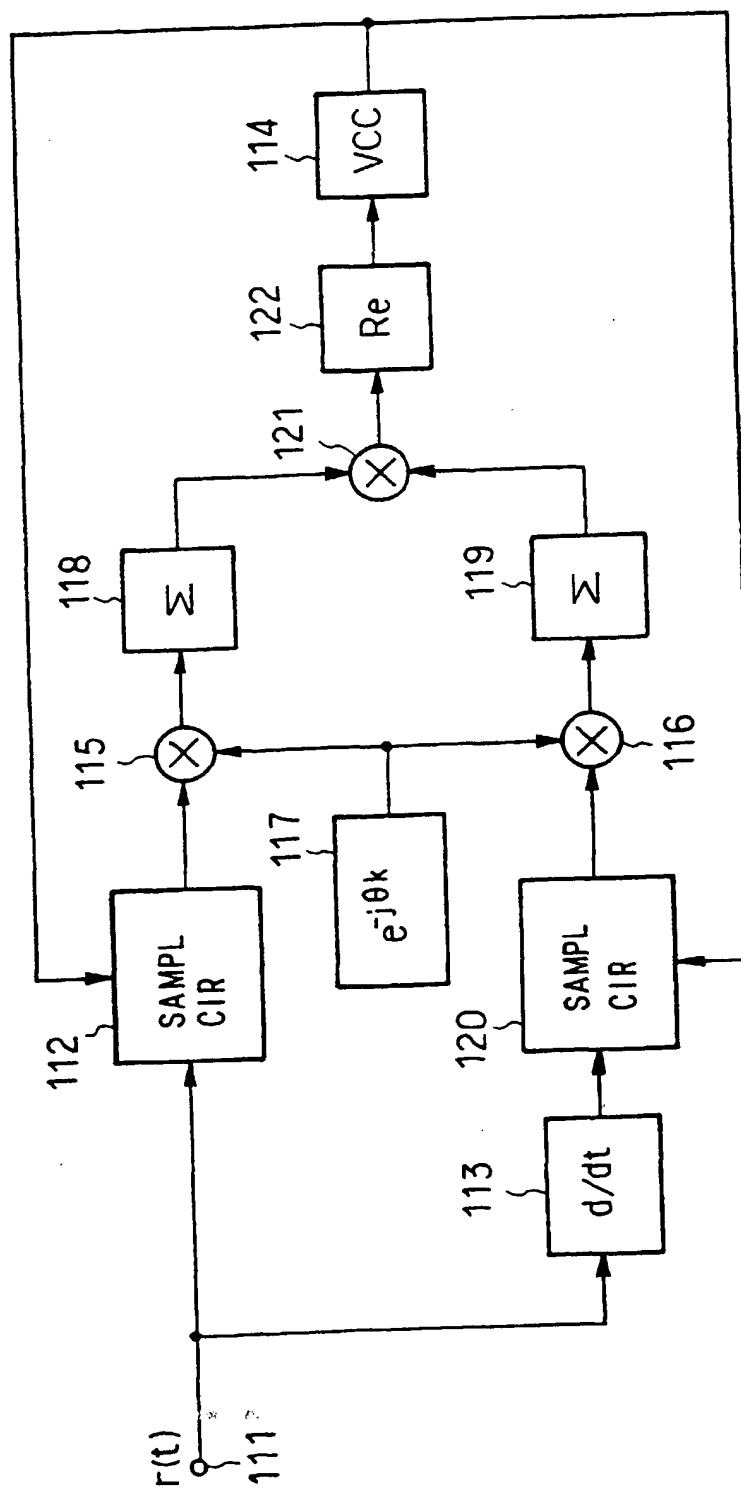 r(t)
111
112
SAMPL
CIR
113
d/dt
120
SAMPL
CIR
117
e^-jθk
115
116
118
Σ
119
Σ
121
122
Re
114
VCC